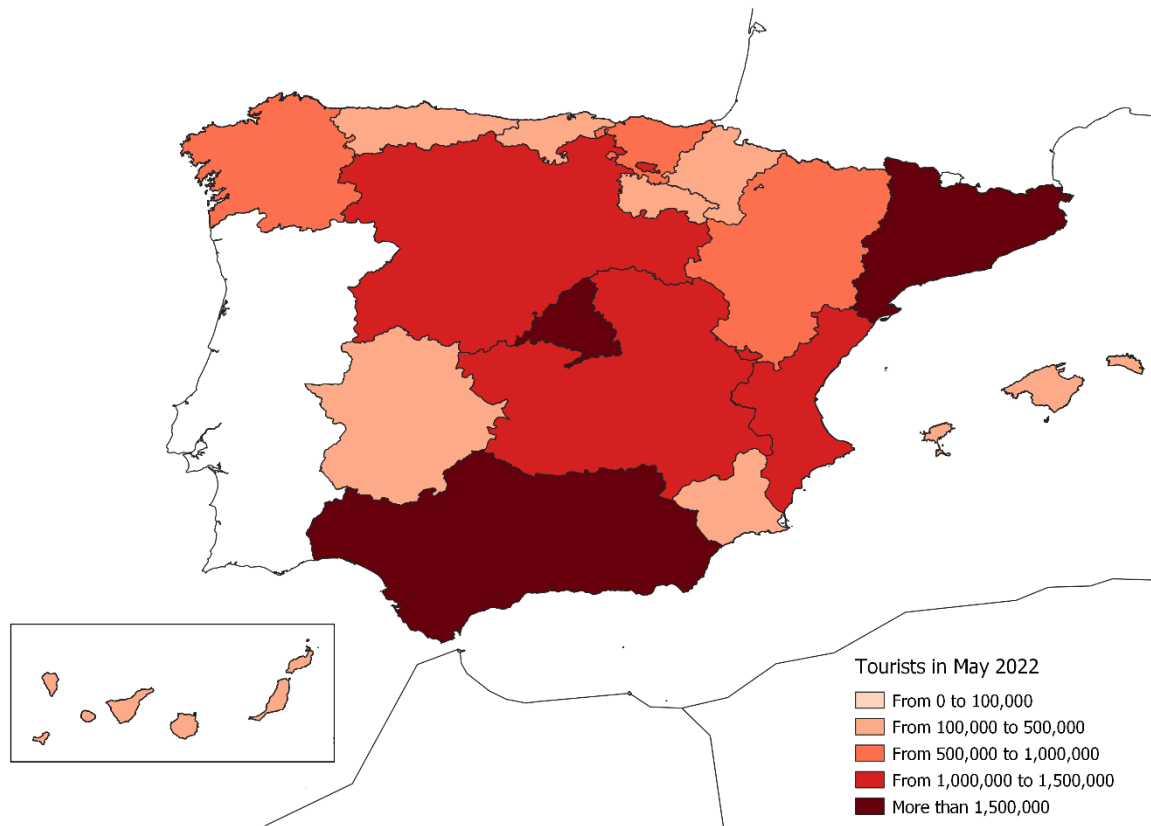 Tourists in May 2022
From 0 to 100,000
From 100,000 to 500,000
From 500,000 to 1,000,000
From 1,000,000 to 1,500,000
More than 1,500,000